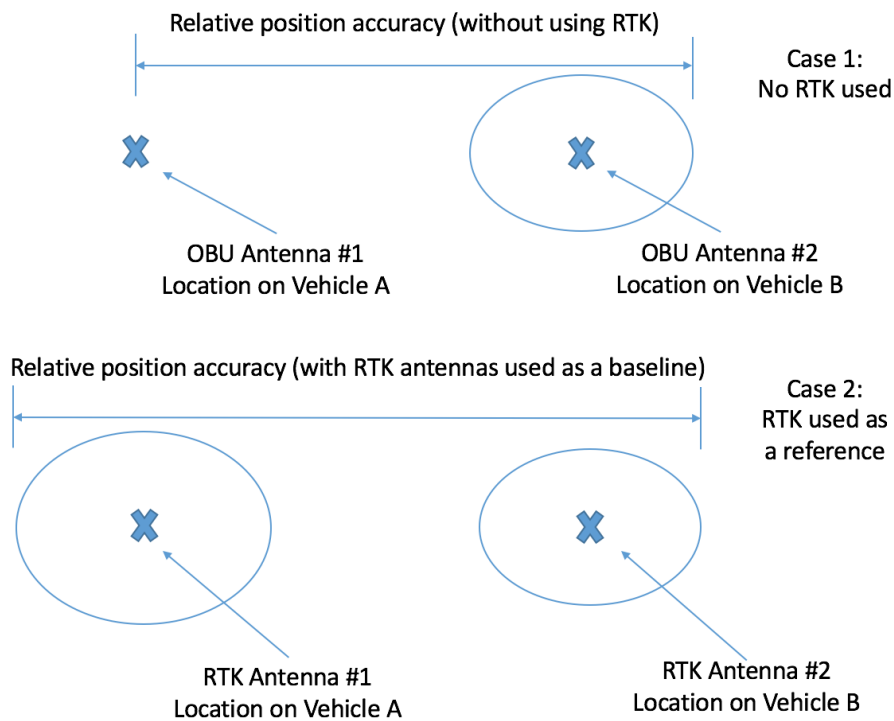 Relative position accuracy (without using RTK)
Case 1:
No RTK used
OBU Antenna #1
Location on Vehicle A
OBU Antenna #2
Location on Vehicle B
Relative position accuracy (with RTK antennas used as a baseline)
Case 2:
RTK used as
a reference
RTK Antenna #1
Location on Vehicle A
RTK Antenna #2
Location on Vehicle B